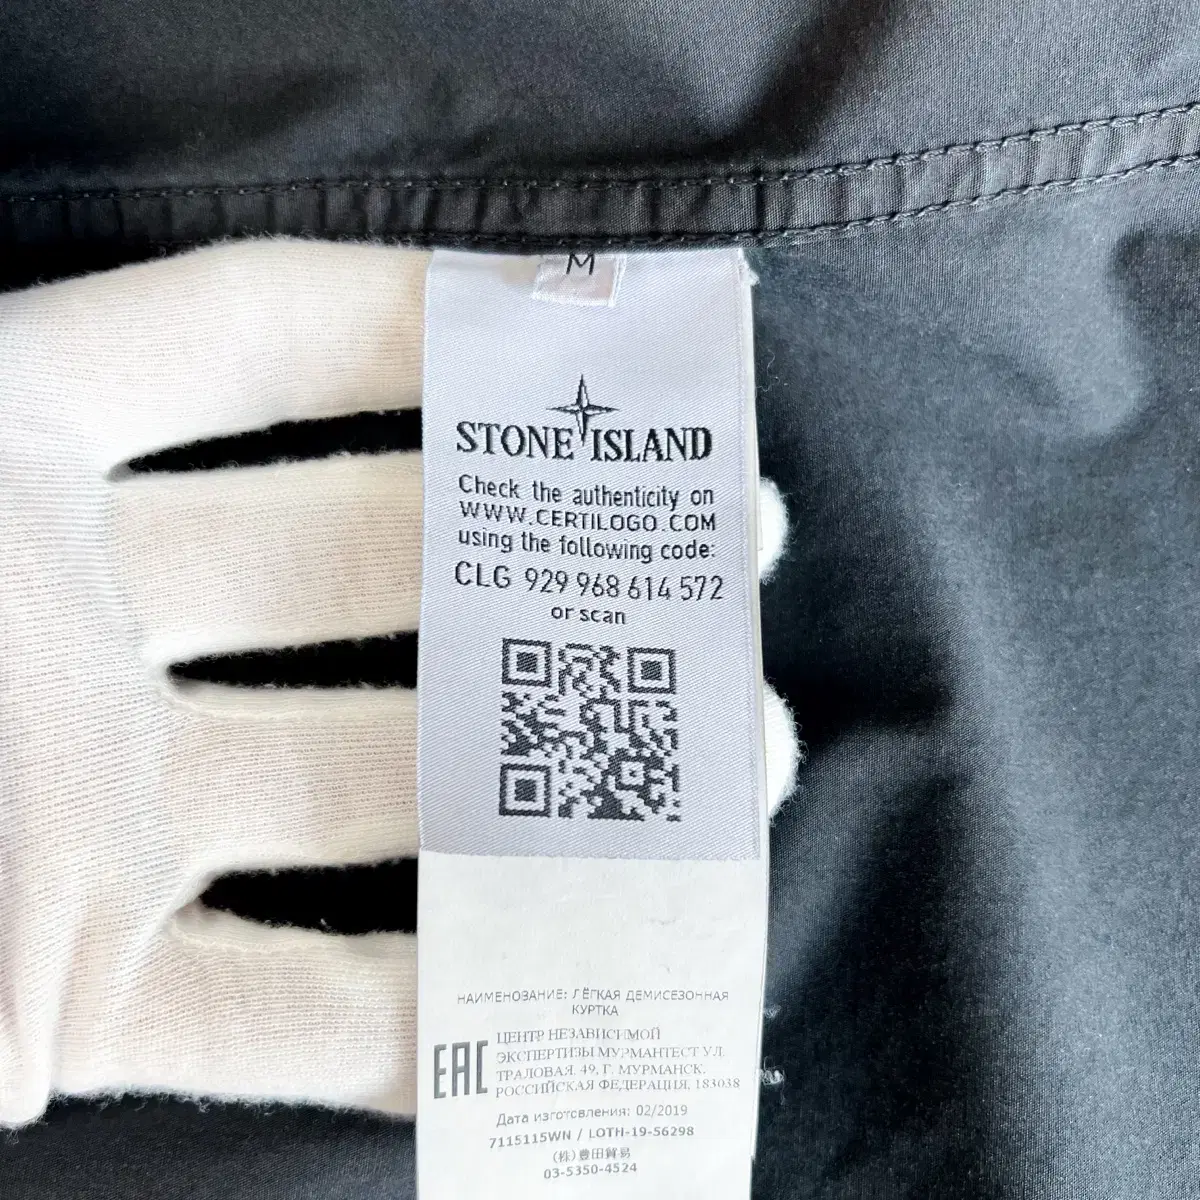 M
STONE ISLAND
Check the authenticity on
WWW.CERTILOGO.COM
using the following code:
CLG 929 968 614 572
or scan
НАИМЕНОВАНИЕ: ЛЁГКАЯ ДЕМИСЕЗОННАЯ
КУРТКА
EAC
ЦЕНТР НЕЗАВИСИМОЙ
ЭКСПЕРТИЗЫ МУРМАНТЕСТ УЛ.
ТРАЛОВАЯ. 49, Г. МУРМАНСК.
РОССИЙСКАЯ ФЕДЕРАЦИЯ, 183038
Дата изготовления: 02/2019
7115115WN / LOTH-19-56298
(株)豊田貿易
03-5350-4524